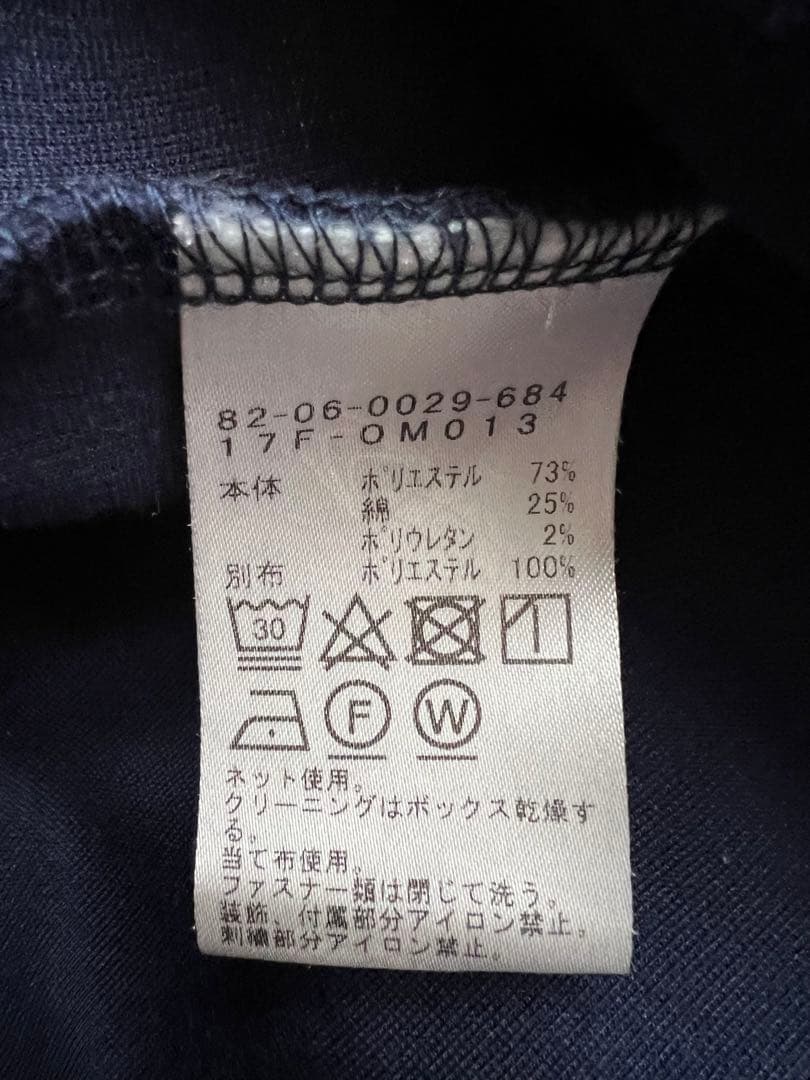 82-06-0029-684
17F-OM013
本体 ポリエステル 73%
綿 25%
ポリウレタン 2%
別布 ポリエステル 100%
30
F W
ネット使用。
クリーニングはボックス乾燥す
る。
当て布使用。
ファスナー類は閉じて洗う。
装飾、付属部分アイロン禁止。
刺繍部分アイロン禁止。